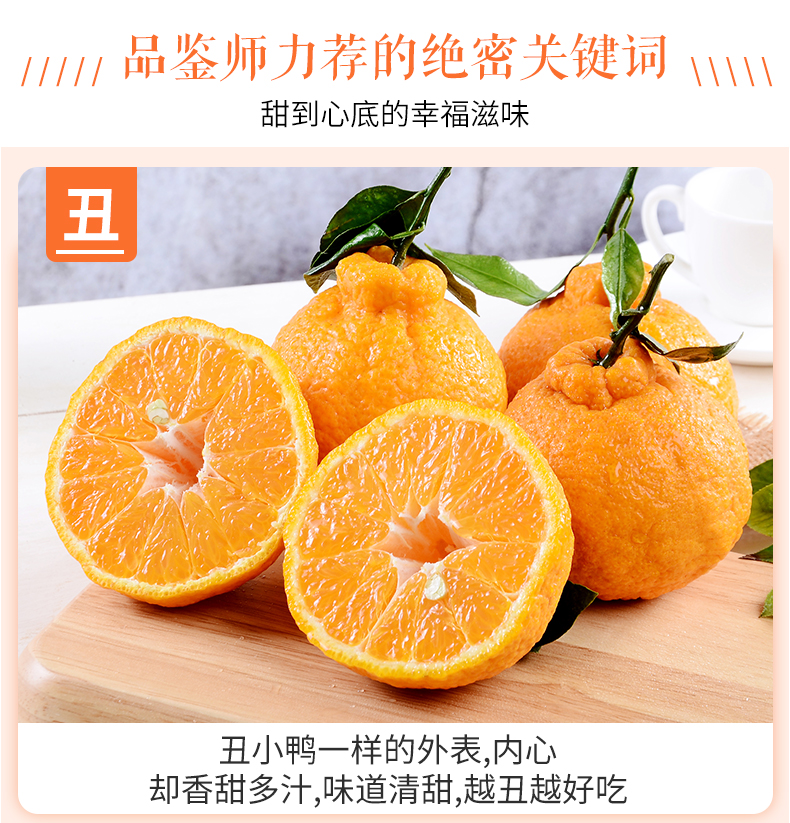 品鉴师力荐的绝密关键词
甜到心底的幸福滋味
丑
丑小鸭一样的外表,内心
却香甜多汁,味道清甜,越丑越好吃